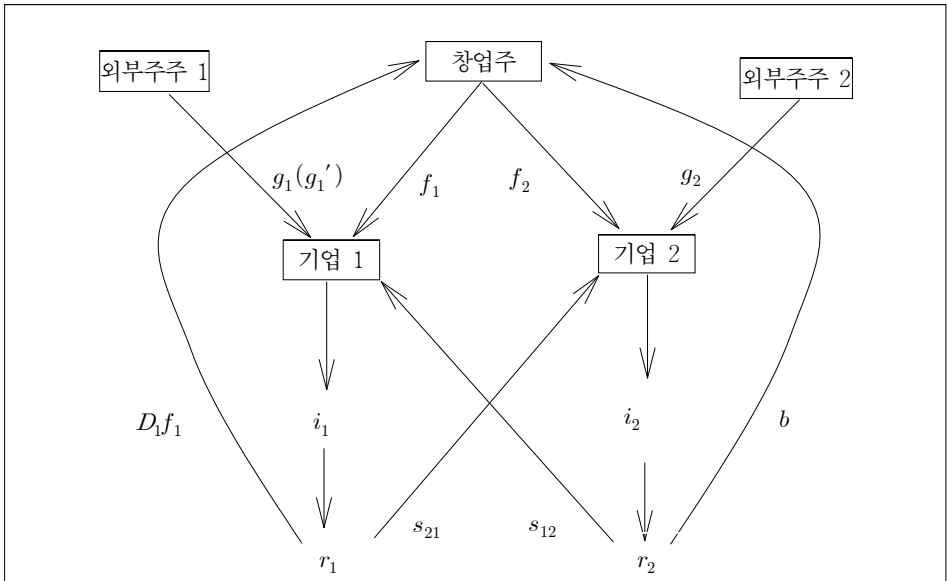 외부주주 1
창업주
외부주주 2
g₁(g₁′)
f₁
f₂
g₂
기업 1
기업 2
D₁f₁
i₁
i₂
b
s₂₁
s₁₂
r₁
r₂